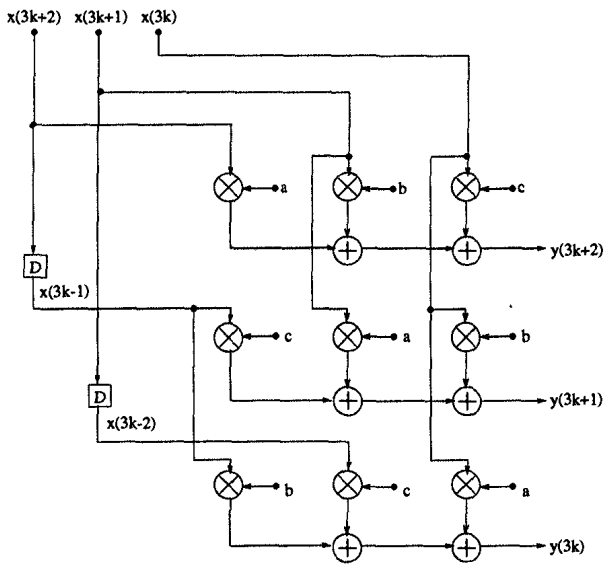 x(3k+2) x(3k+1) x(3k)
a b c
y(3k+2)
D
x(3k-1)
c a b
y(3k+1)
D
x(3k-2)
b c a
y(3k)